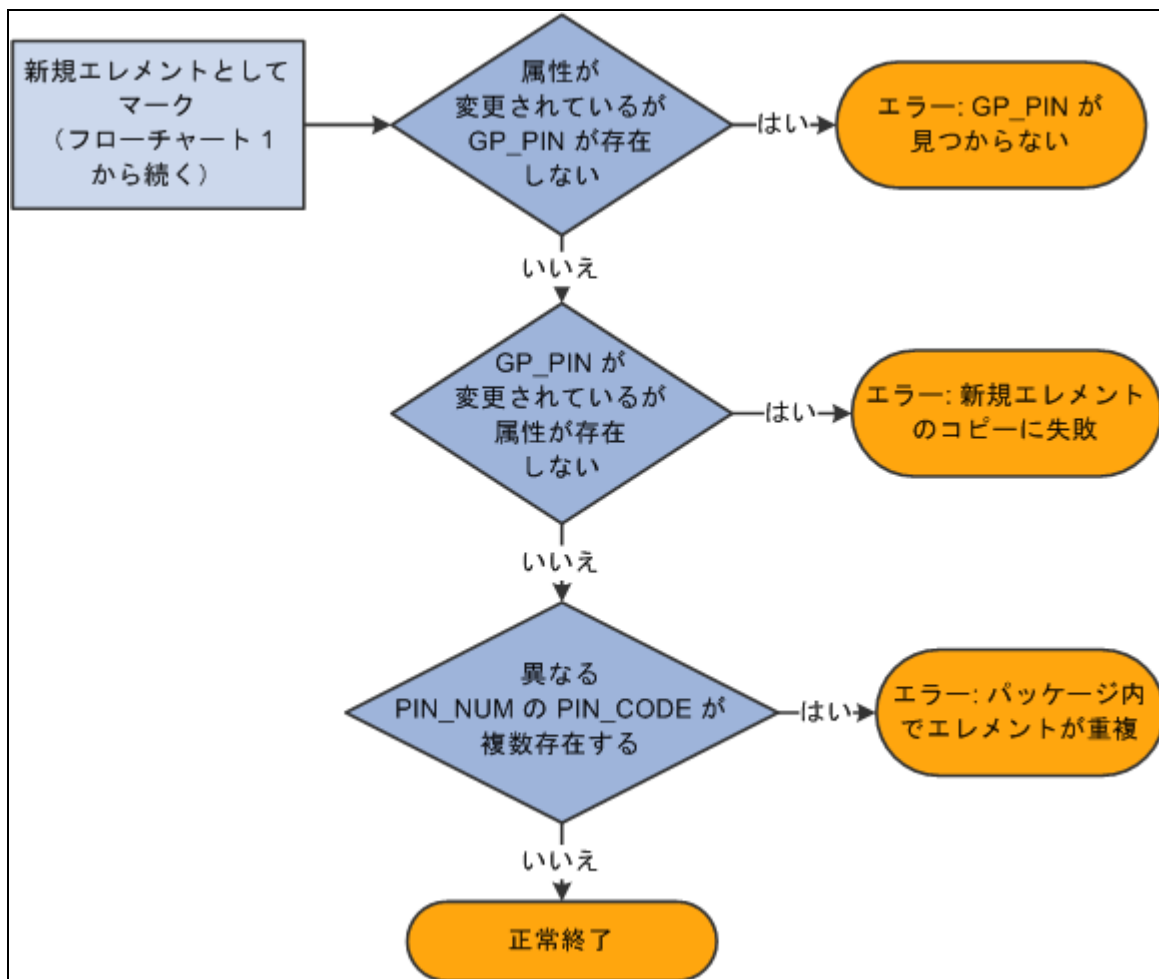 新規エレメントとして
マーク
（フローチャート 1
から続く）
属性が
変更されているが
GP_PIN が存在
しない
はい
エラー: GP_PIN が
見つからない
いいえ
GP_PIN が
変更されているが
属性が存在
しない
はい
エラー: 新規エレメント
のコピーに失敗
いいえ
異なる
PIN_NUM の PIN_CODE が
複数存在する
はい
エラー: パッケージ内
でエレメントが重複
いいえ
正常終了